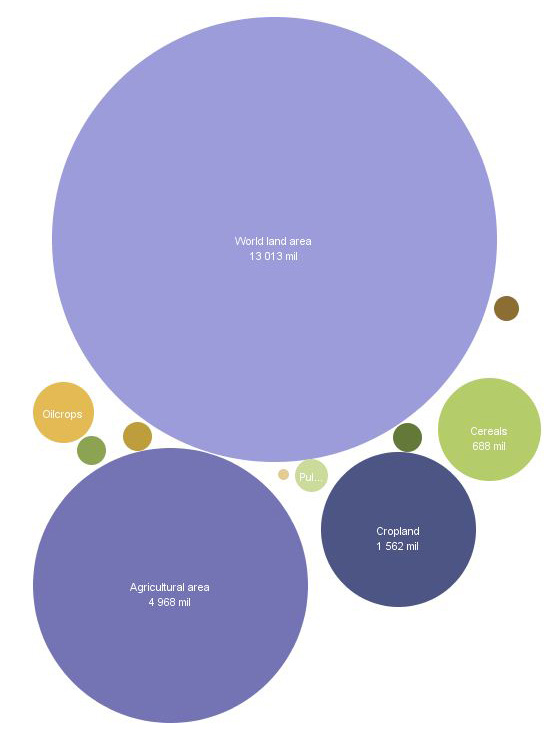 World land area
13 013 mil
Oilcrops
Cereals
688 mil
Pul...
Cropland
1 562 mil
Agricultural area
4 968 mil